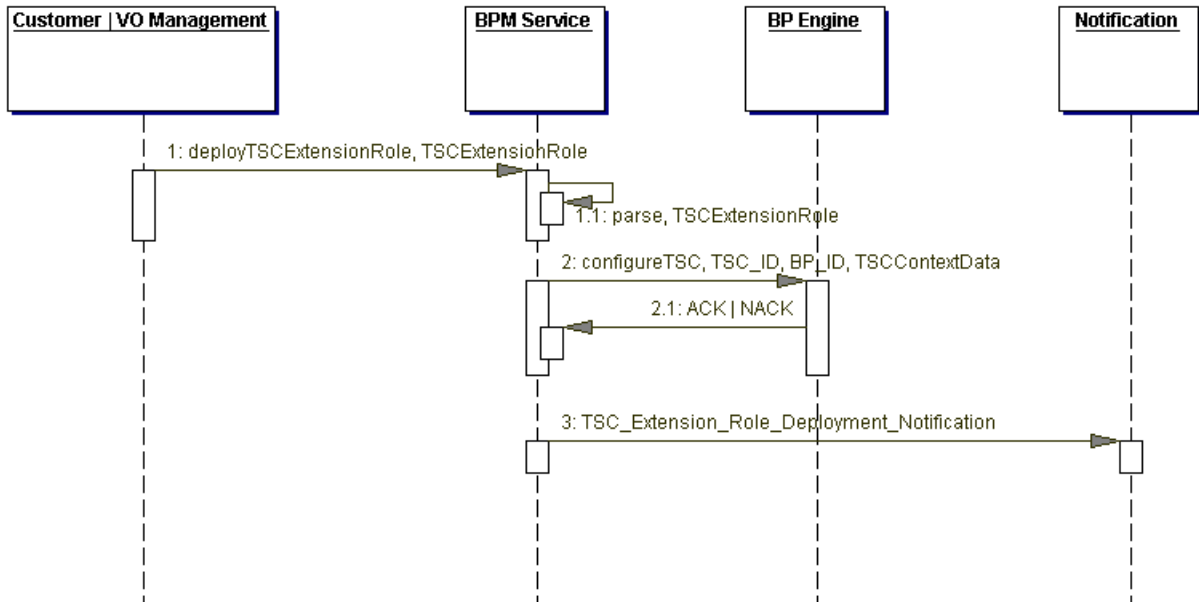 Customer | VO Management
BPM Service
BP Engine
Notification
1: deployTSCExtensionRole, TSCExtensionRole
1.1: parse, TSCExtensionRole
2: configureTSC, TSC_ID, BP_ID, TSCContextData
2.1: ACK | NACK
3: TSC_Extension_Role_Deployment_Notification